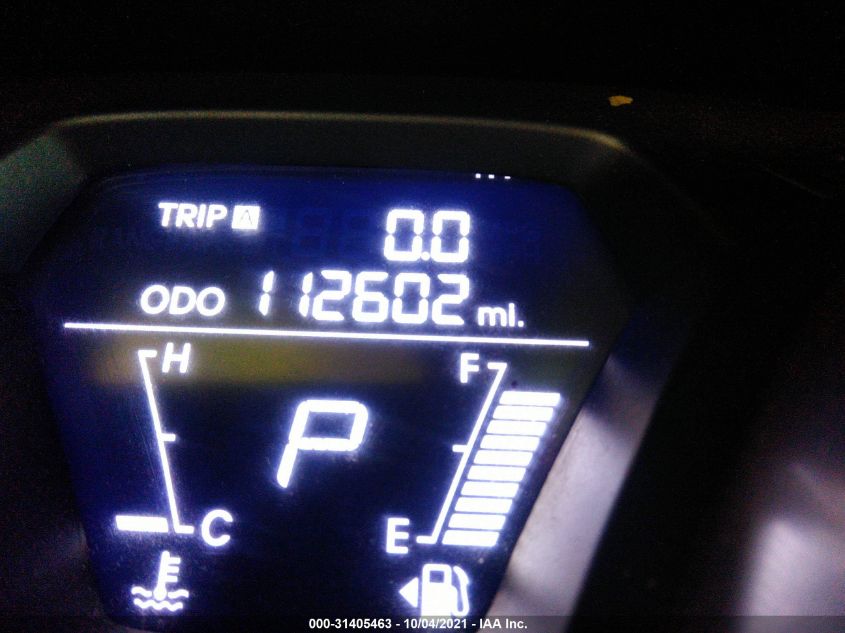 TRIP A 0.0
ODO 112602 mi.
H F
P
C E
000-31405463 - 10/04/2021 - IAA Inc.